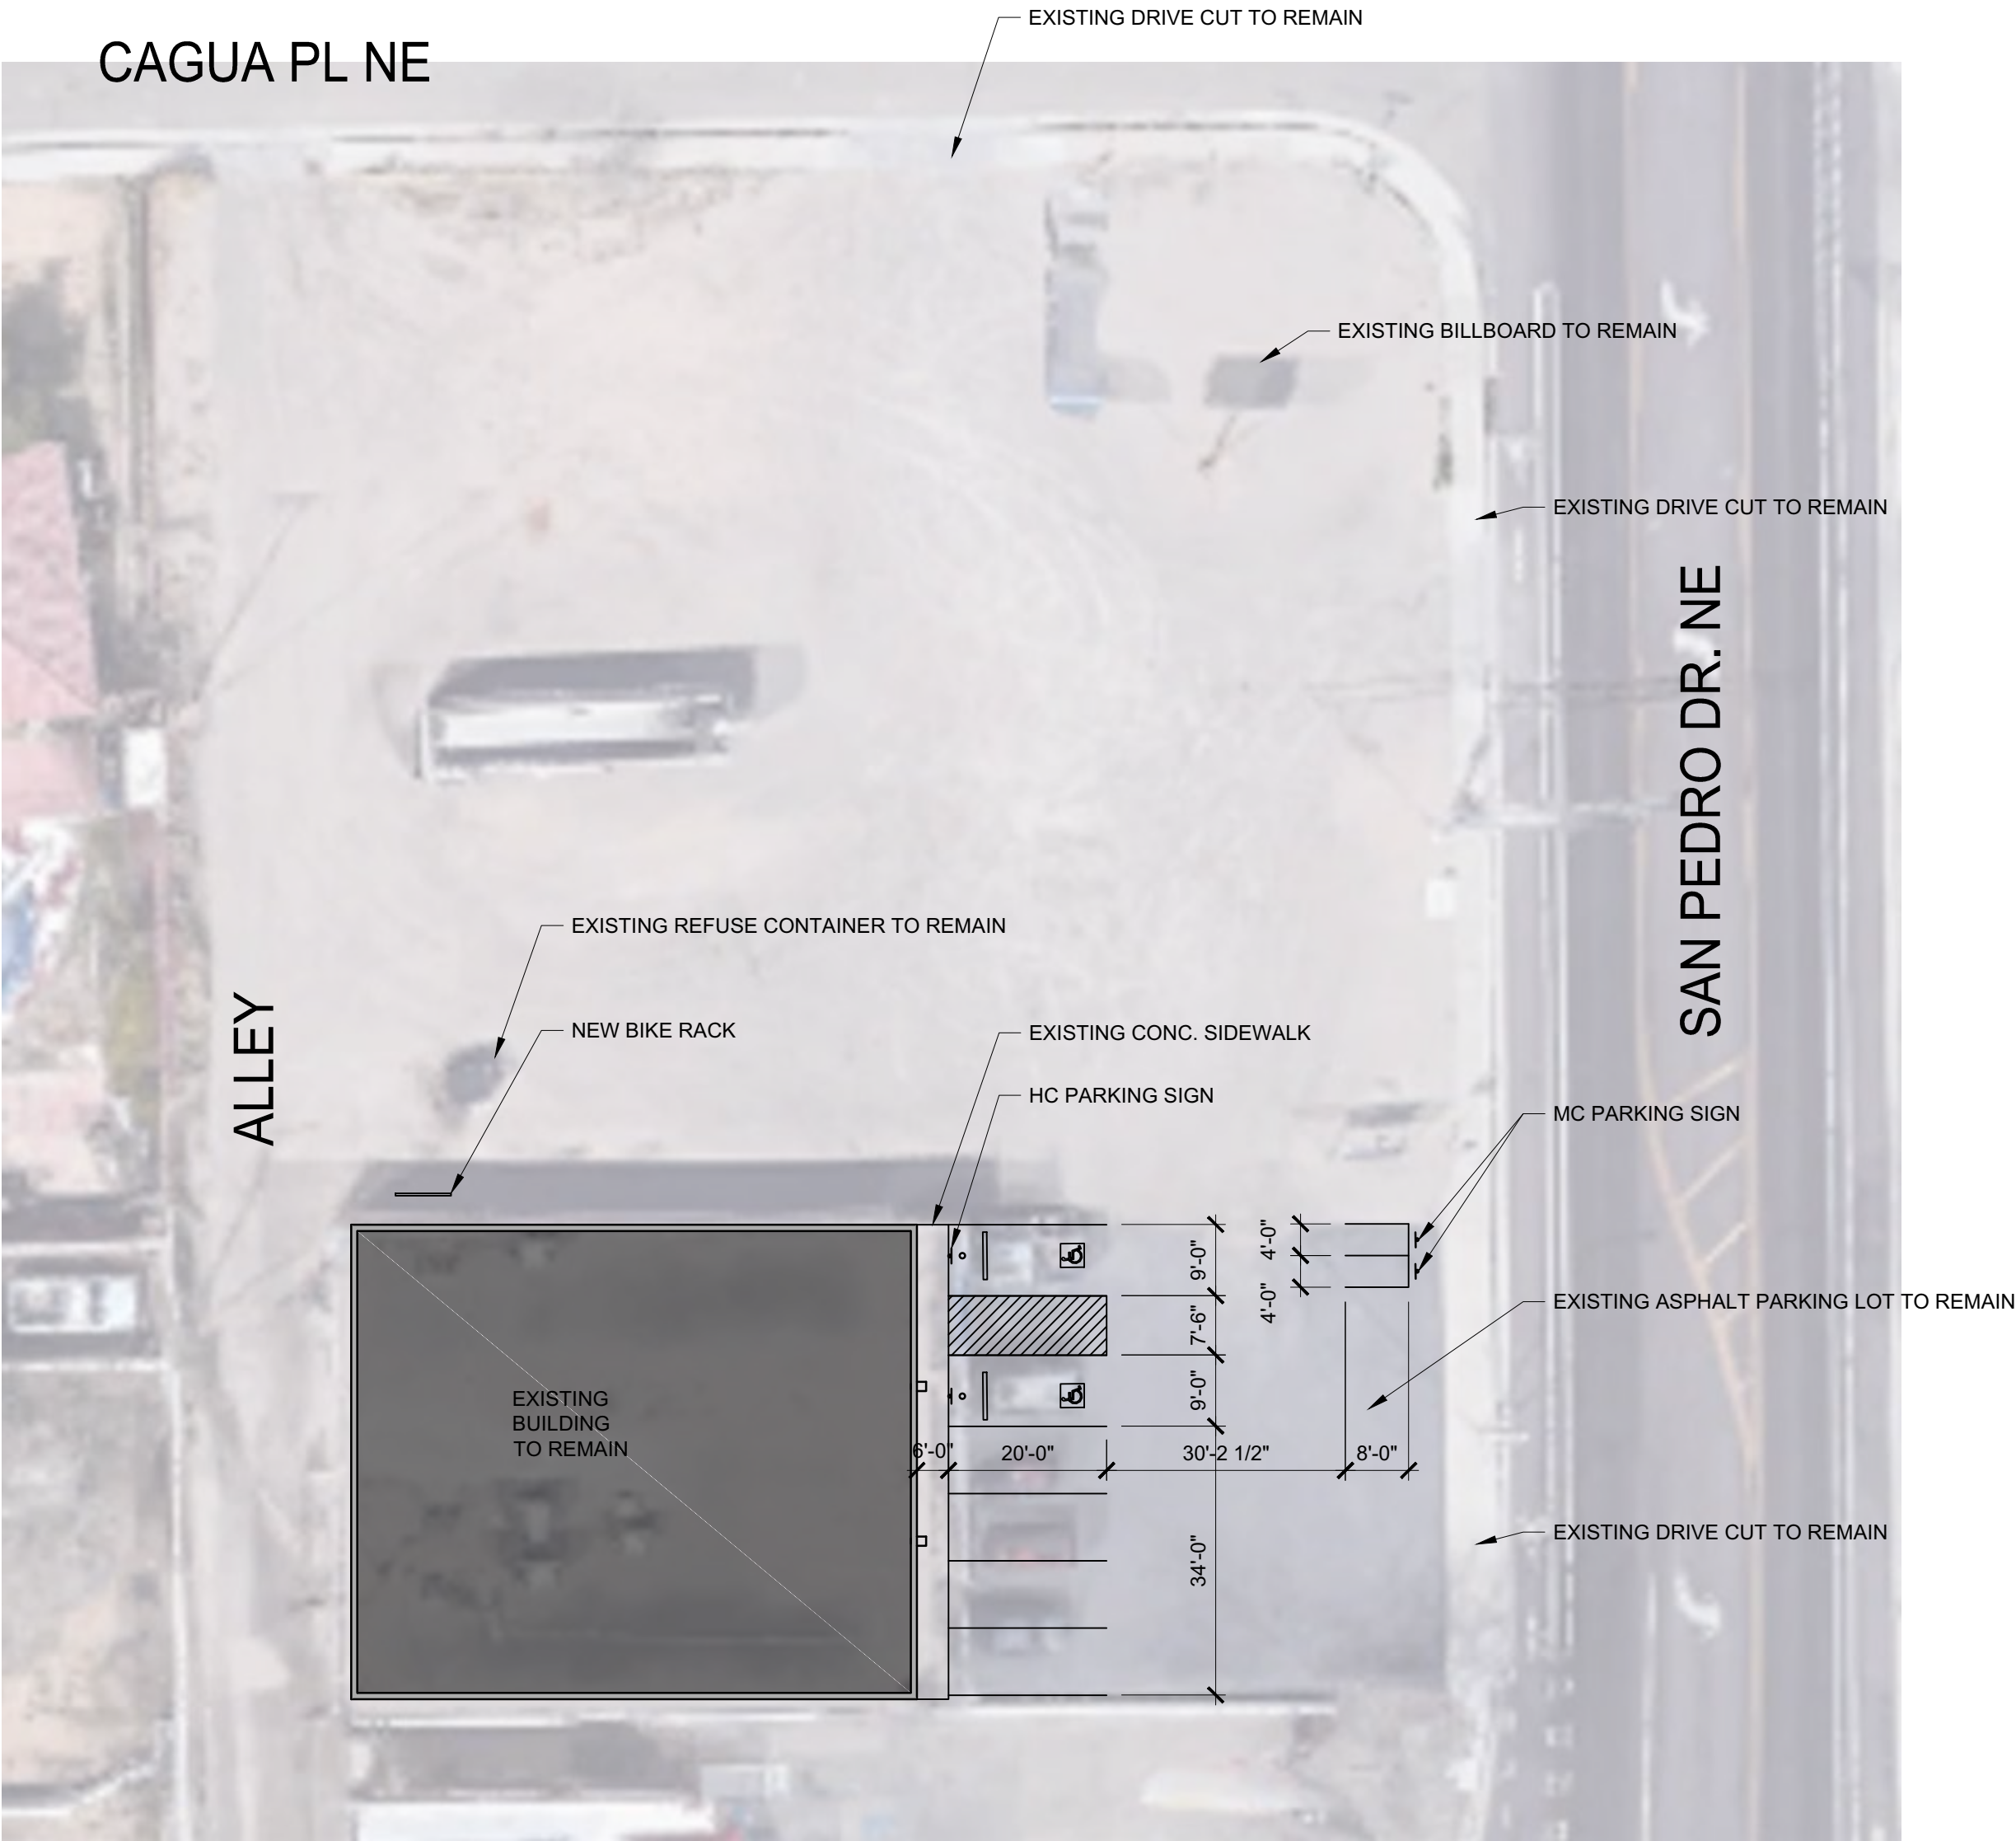 EXISTING DRIVE CUT TO REMAIN
CAGUA PL NE
EXISTING BILLBOARD TO REMAIN
EXISTING DRIVE CUT TO REMAIN
SAN PEDRO DR. NE
EXISTING REFUSE CONTAINER TO REMAIN
ALLEY
NEW BIKE RACK
EXISTING CONC. SIDEWALK
HC PARKING SIGN
MC PARKING SIGN
9'-0"
4'-0"
4'-0"
7'-6"
EXISTING ASPHALT PARKING LOT TO REMAIN
9'-0"
EXISTING
BUILDING
TO REMAIN
6'-0"
20'-0"
30'-2 1/2"
8'-0"
34'-0"
EXISTING DRIVE CUT TO REMAIN